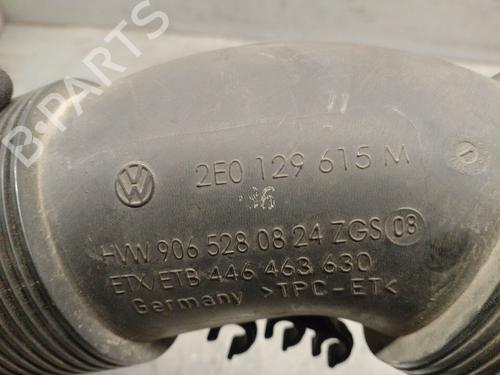 2E0 129 615 M
36
HVW 906 528 08 24 ZGS 08
ETX/ETB 446 463 630
Germany >TPC-ET<
B-PARTS